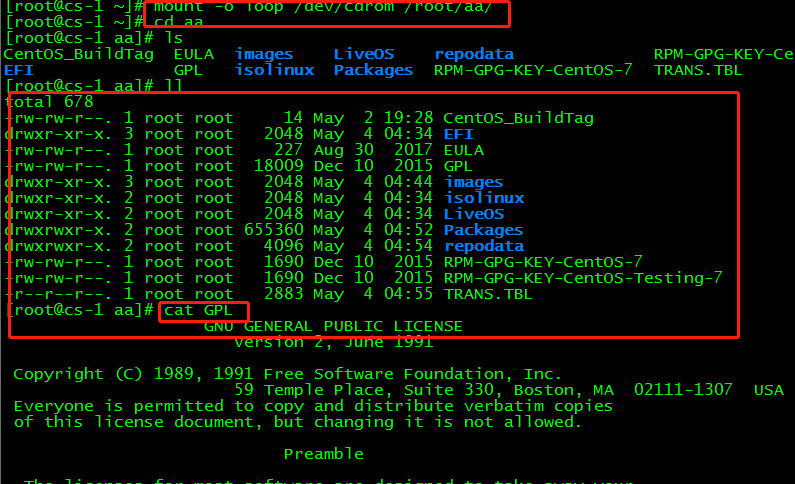 [root@cs-1 ~]# mount -o loop /dev/cdrom /root/aa/
[root@cs-1 ~]# cd aa
[root@cs-1 aa]# ls
CentOS_BuildTag EULA images LiveOS repodata RPM-GPG-KEY-Ce
EFI GPL isolinux Packages RPM-GPG-KEY-CentOS-7 TRANS.TBL
[root@cs-1 aa]# ll
total 678
-rw-rw-r--. 1 root root 14 May 2 19:28 CentOS_BuildTag
drwxr-xr-x. 3 root root 2048 May 4 04:34 EFI
-rw-rw-r--. 1 root root 227 Aug 30 2017 EULA
-rw-rw-r--. 1 root root 18009 Dec 10 2015 GPL
drwxr-xr-x. 3 root root 2048 May 4 04:44 images
drwxr-xr-x. 2 root root 2048 May 4 04:34 isolinux
drwxr-xr-x. 2 root root 2048 May 4 04:34 LiveOS
drwxrwxr-x. 2 root root 655360 May 4 04:52 Packages
drwxrwxr-x. 2 root root 4096 May 4 04:54 repodata
-rw-rw-r--. 1 root root 1690 Dec 10 2015 RPM-GPG-KEY-CentOS-7
-rw-rw-r--. 1 root root 1690 Dec 10 2015 RPM-GPG-KEY-CentOS-Testing-7
-r--r--r--. 1 root root 2883 May 4 04:55 TRANS.TBL
[root@cs-1 aa]# cat GPL
GNU GENERAL PUBLIC LICENSE
Version 2, June 1991
Copyright (C) 1989, 1991 Free Software Foundation, Inc.
59 Temple Place, Suite 330, Boston, MA 02111-1307 USA
Everyone is permitted to copy and distribute verbatim copies
of this license document, but changing it is not allowed.
Preamble
The licenses for most software are designed to take away your